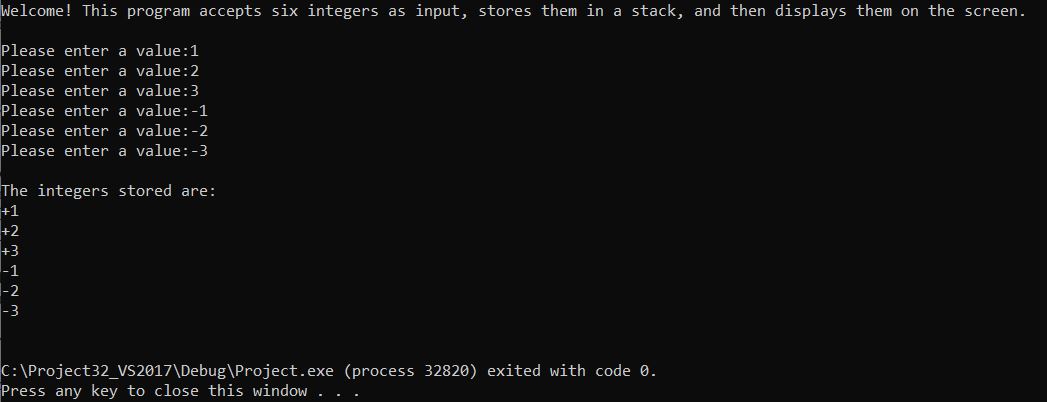 Welcome! This program accepts six integers as input, stores them in a stack, and then displays them on the screen.
Please enter a value:1
Please enter a value:2
Please enter a value:3
Please enter a value:-1
Please enter a value:-2
Please enter a value:-3
The integers stored are:
+1
+2
+3
-1
-2
-3
C:\Project32_VS2017\Debug\Project.exe (process 32820) exited with code 0.
Press any key to close this window . . .